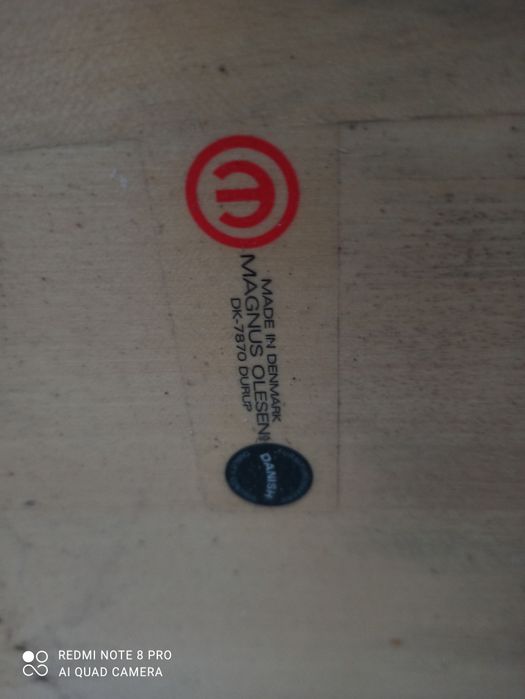 MADE IN DENMARK
MAGNUS OLESEN
DK-7870 DURUP
DANISH
REDMI NOTE 8 PRO
AI QUAD CAMERA